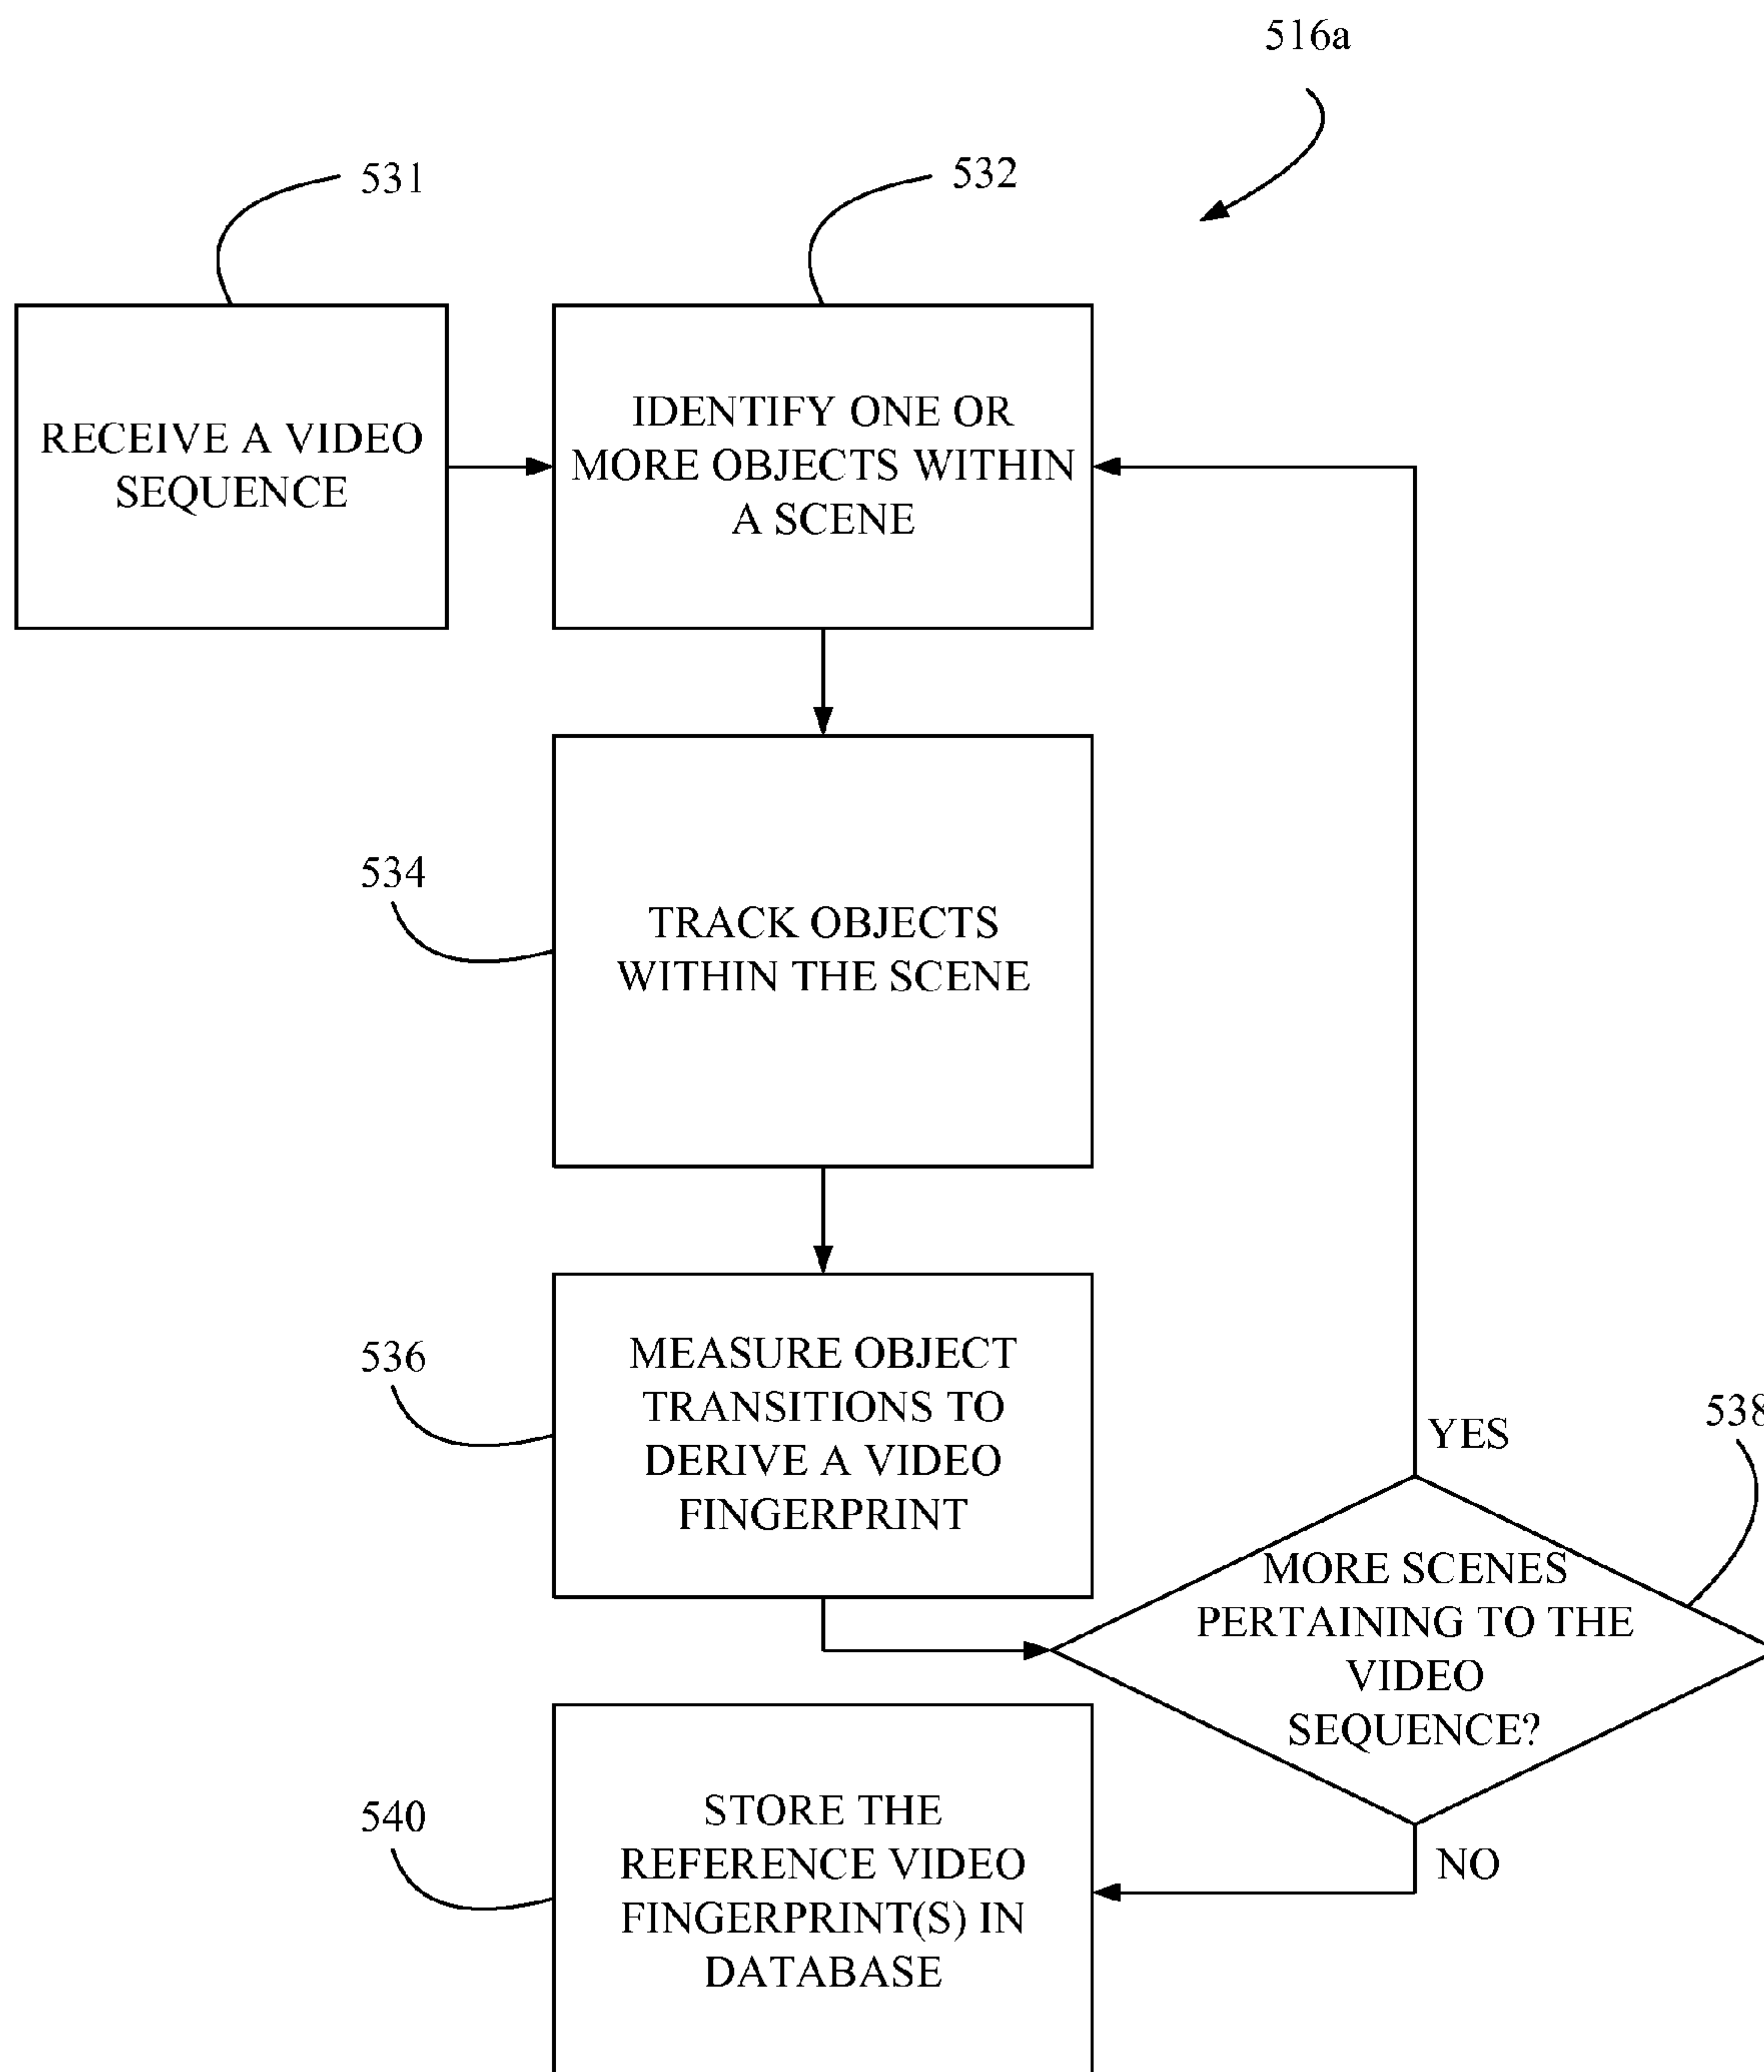 516a
531
532
RECEIVE A VIDEO
SEQUENCE
IDENTIFY ONE OR
MORE OBJECTS WITHIN
A SCENE
534
TRACK OBJECTS
WITHIN THE SCENE
536
MEASURE OBJECT
TRANSITIONS TO
DERIVE A VIDEO
FINGERPRINT
538
YES
MORE SCENES
PERTAINING TO THE
VIDEO
SEQUENCE?
NO
540
STORE THE
REFERENCE VIDEO
FINGERPRINT(S) IN
DATABASE